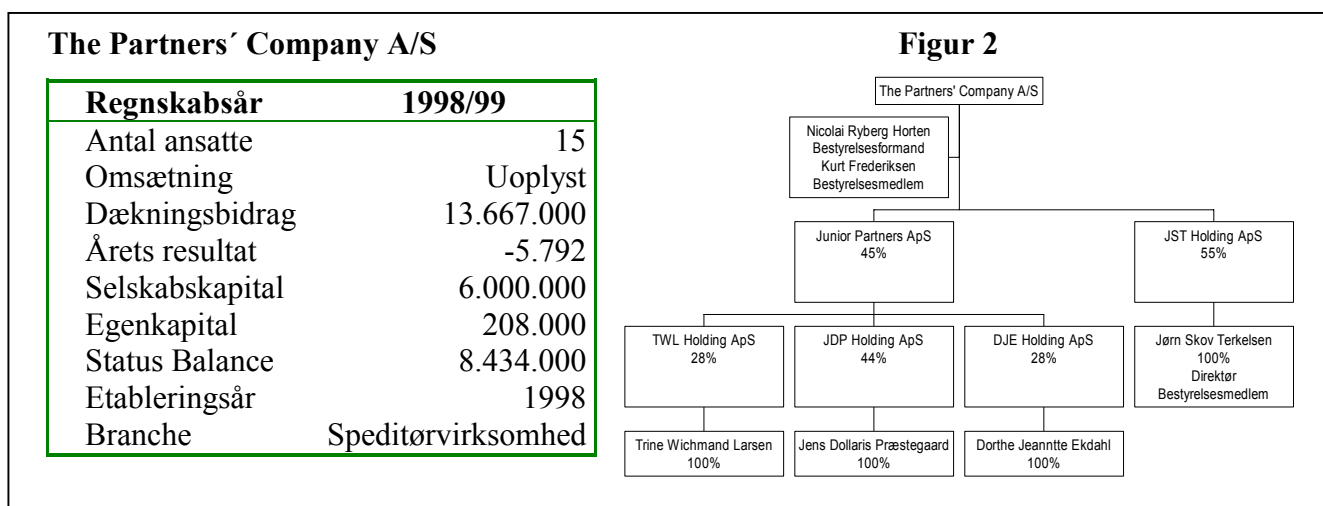 The Partners´ Company A/S
Regnskabsår 1998/99
Antal ansatte 15
Omsætning Uoplyst
Dækningsbidrag 13.667.000
Årets resultat -5.792
Selskabskapital 6.000.000
Egenkapital 208.000
Status Balance 8.434.000
Etableringsår 1998
Branche Speditørvirksomhed
Figur 2
The Partners' Company A/S
Nicolai Ryberg Horten
Bestyrelsesformand
Kurt Frederiksen
Bestyrelsesmedlem
Junior Partners ApS
45%
JST Holding ApS
55%
TWL Holding ApS
28%
JDP Holding ApS
44%
DJE Holding ApS
28%
Jørn Skov Terkelsen
100%
Direktør
Bestyrelsesmedlem
Trine Wichmand Larsen
100%
Jens Dollaris Præstegaard
100%
Dorthe Jeanntte Ekdahl
100%